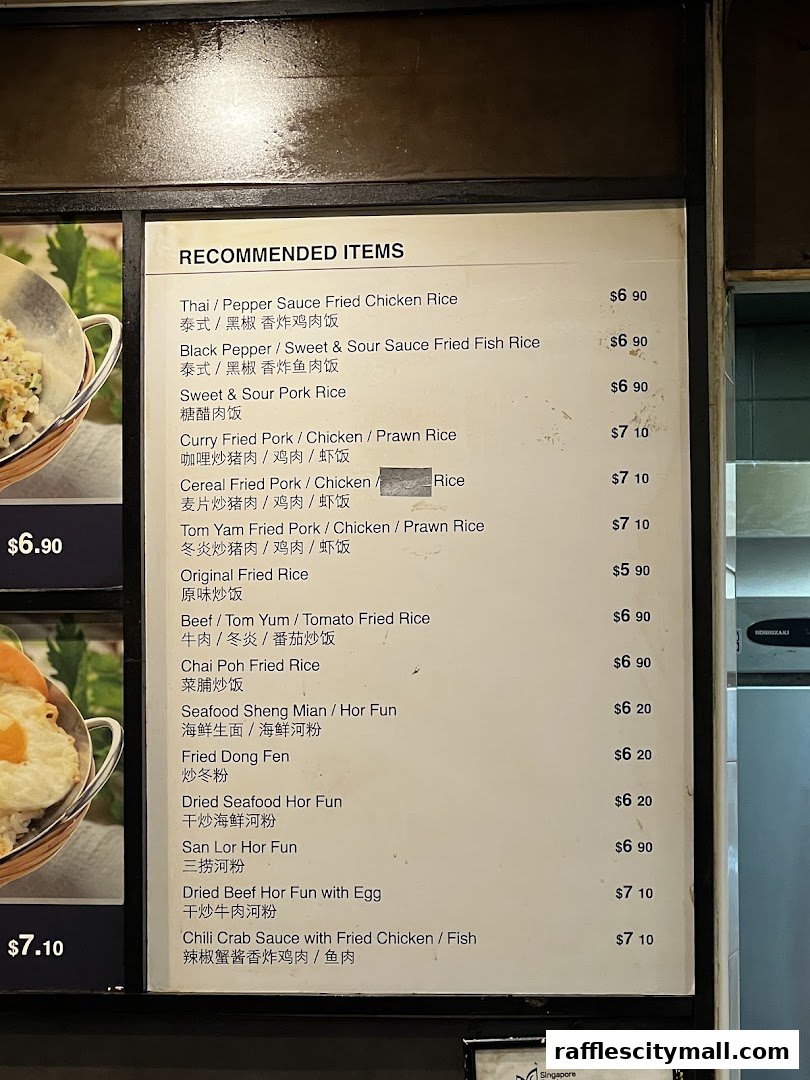 RECOMMENDED ITEMS
Thai / Pepper Sauce Fried Chicken Rice $6 90
泰式 / 黑椒 香炸鸡肉饭
Black Pepper / Sweet & Sour Sauce Fried Fish Rice $6 90
泰式 / 黑椒 香炸鱼肉饭
Sweet & Sour Pork Rice $6 90
糖醋肉饭
Curry Fried Pork / Chicken / Prawn Rice $7 10
咖哩炒猪肉 / 鸡肉 / 虾饭
Cereal Fried Pork / Chicken / Rice $7 10
麦片炒猪肉 / 鸡肉 / 虾饭
Tom Yam Fried Pork / Chicken / Prawn Rice $7 10
冬炎炒猪肉 / 鸡肉 / 虾饭
Original Fried Rice $5 90
原味炒饭
Beef / Tom Yum / Tomato Fried Rice $6 90
牛肉 / 冬炎 / 番茄炒饭
Chai Poh Fried Rice $6 90
菜脯炒饭
Seafood Sheng Mian / Hor Fun $6 20
海鲜生面 / 海鲜河粉
Fried Dong Fen $6 20
炒冬粉
Dried Seafood Hor Fun $6 20
干炒海鲜河粉
San Lor Hor Fun $6 90
三捞河粉
Dried Beef Hor Fun with Egg $7 10
干炒牛肉河粉
Chili Crab Sauce with Fried Chicken / Fish $7 10
辣椒蟹酱香炸鸡肉 / 鱼肉
$6.90
$7.10
HOSHIZAKI
Singapore
rafflescitymall.com